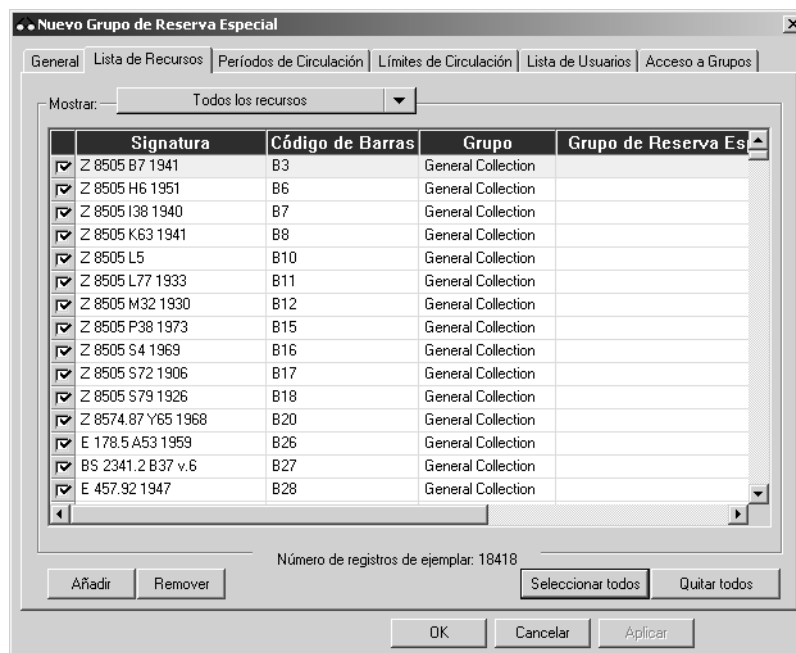 Nuevo Grupo de Reserva Especial
General Lista de Recursos Períodos de Circulación Límites de Circulación Lista de Usuarios Acceso a Grupos
Mostrar: Todos los recursos
Signatura Código de Barras Grupo Grupo de Reserva Es
Z 8505 B7 1941 B3 General Collection
Z 8505 H6 1951 B6 General Collection
Z 8505 I38 1940 B7 General Collection
Z 8505 K63 1941 B8 General Collection
Z 8505 L5 B10 General Collection
Z 8505 L77 1933 B11 General Collection
Z 8505 M32 1930 B12 General Collection
Z 8505 P38 1973 B15 General Collection
Z 8505 S4 1969 B16 General Collection
Z 8505 S72 1906 B17 General Collection
Z 8505 S79 1926 B18 General Collection
Z 8574.87 Y65 1968 B20 General Collection
E 178.5 A53 1959 B26 General Collection
BS 2341.2 B37 v.6 B27 General Collection
E 457.92 1947 B28 General Collection
Número de registros de ejemplar: 18418
Añadir Remover Seleccionar todos Quitar todos
OK Cancelar Aplicar